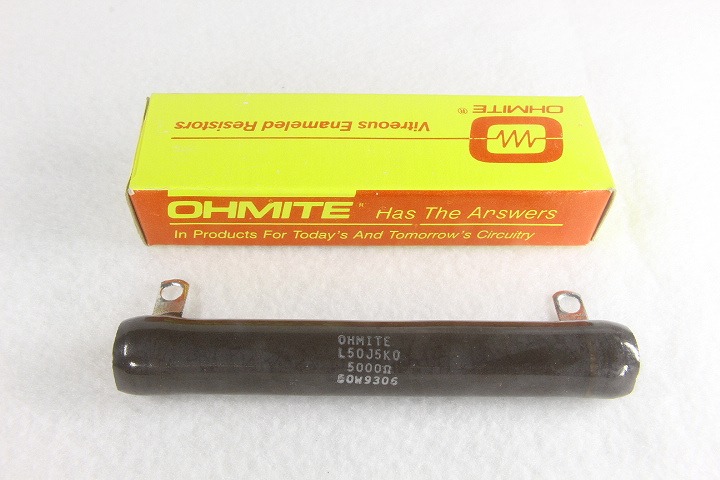 OHMITE®
Vitreous Enameled Resistors
OHMITE Has The Answers
In Products For Today's And Tomorrow's Circuitry
OHMITE
L50J5K0
5000Ω
50W9306